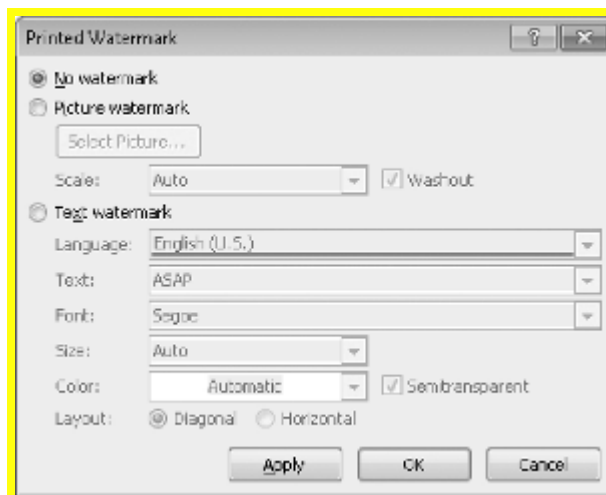 Printed Watermark
No watermark
Picture watermark
Select Picture...
Scale: Auto Washout
Text watermark
Language: English (U.S.)
Text: ASAP
Font: Segoe
Size: Auto
Color: Automatic Semitransparent
Layout: Diagonal Horizontal
Apply OK Cancel